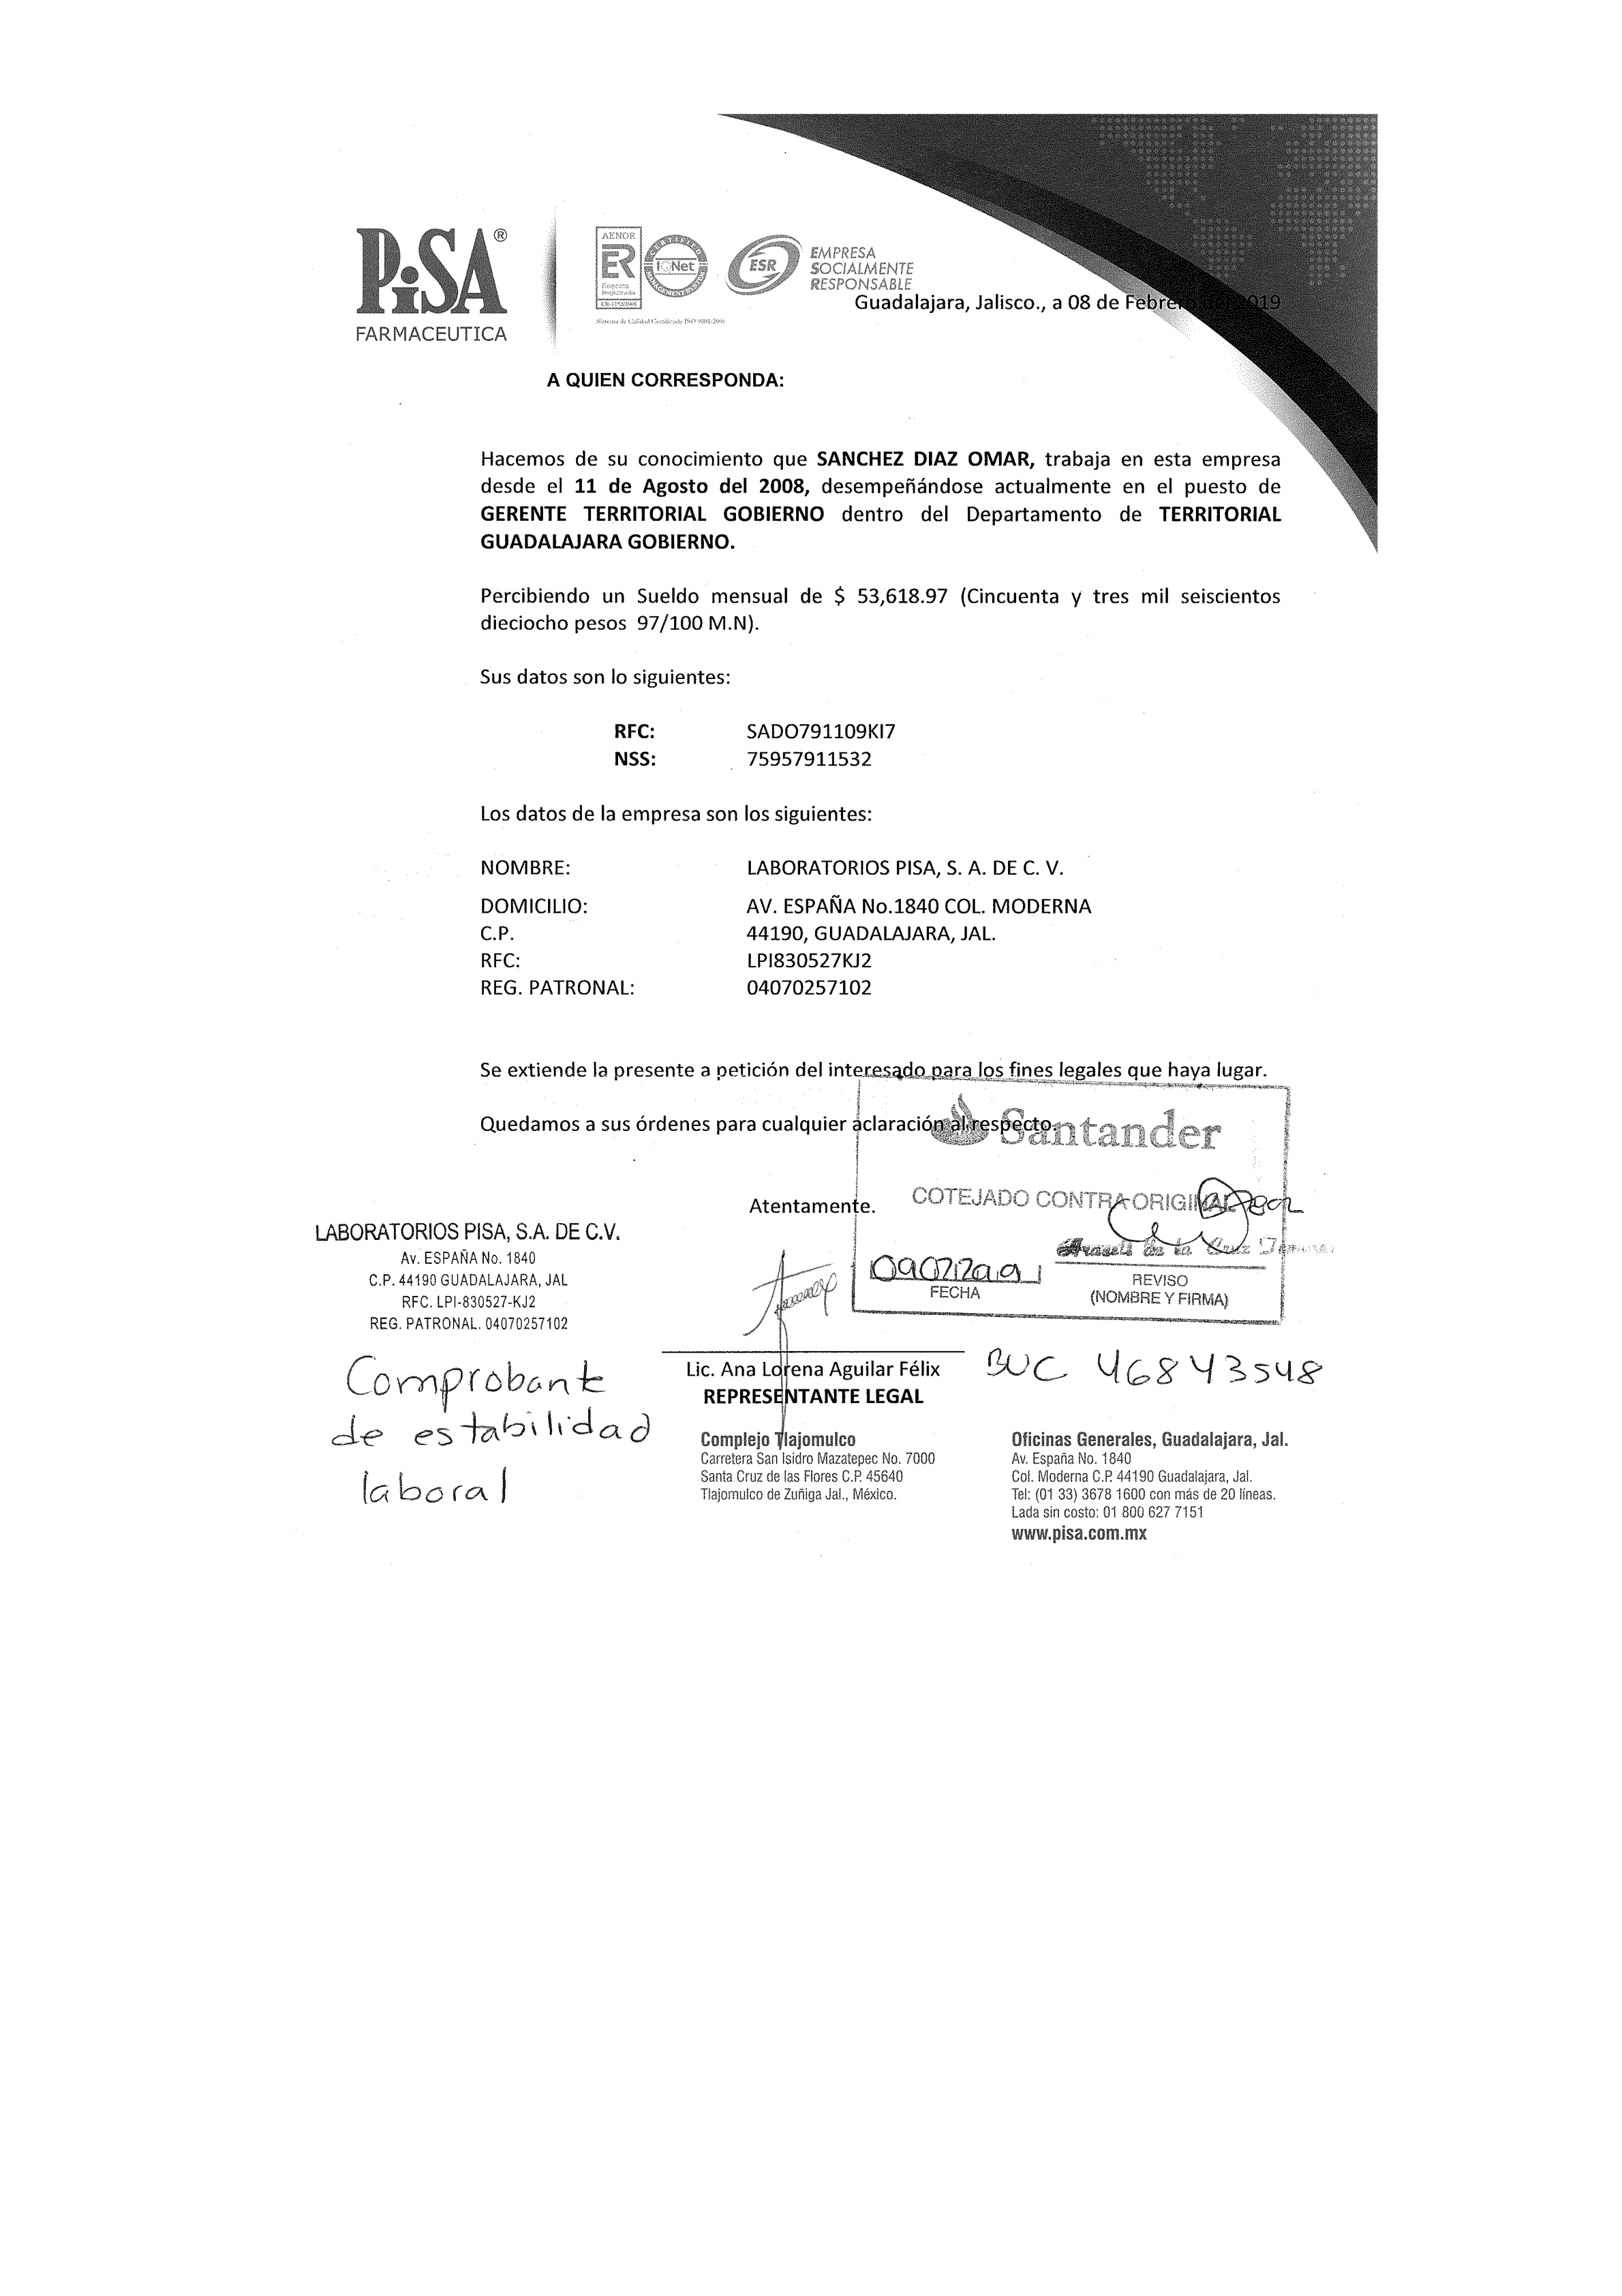 PiSA®
FARMACEUTICA
AENOR
ER
Empresa
Registrada
CERTIFIED
IQNet
MANAGEMENT SYSTEM
Sistema de Calidad Certificado ISO 9001:2000
ESR
EMPRESA
SOCIALMENTE
RESPONSABLE
Guadalajara, Jalisco., a 08 de Febrero del 2019
A QUIEN CORRESPONDA:
Hacemos de su conocimiento que SANCHEZ DIAZ OMAR, trabaja en esta empresa
desde el 11 de Agosto del 2008, desempeñándose actualmente en el puesto de
GERENTE TERRITORIAL GOBIERNO dentro del Departamento de TERRITORIAL
GUADALAJARA GOBIERNO.
Percibiendo un Sueldo mensual de $ 53,618.97 (Cincuenta y tres mil seiscientos
dieciocho pesos 97/100 M.N).
Sus datos son lo siguientes:
RFC: SADO791109KI7
NSS: 75957911532
Los datos de la empresa son los siguientes:
NOMBRE: LABORATORIOS PISA, S. A. DE C. V.
DOMICILIO: AV. ESPAÑA No.1840 COL. MODERNA
C.P. 44190, GUADALAJARA, JAL.
RFC: LPI830527KJ2
REG. PATRONAL: 04070257102
Se extiende la presente a petición del interesado para los fines legales que haya lugar.
Quedamos a sus órdenes para cualquier aclaración al respecto.
Santander
Atentamente.
COTEJADO CONTRA ORIGINAL
de la Cruz
FECHA
REVISO
(NOMBRE Y FIRMA)
LABORATORIOS PISA, S.A. DE C.V.
Av. ESPAÑA No. 1840
C.P. 44190 GUADALAJARA, JAL
RFC. LPI-830527-KJ2
REG. PATRONAL. 04070257102
Comprobante
de estabilidad
laboral
Lic. Ana Lorena Aguilar Félix
REPRESENTANTE LEGAL
BUC 46843548
Complejo Tlajomulco
Carretera San Isidro Mazatepec No. 7000
Santa Cruz de las Flores C.P. 45640
Tlajomulco de Zuñiga Jal., México.
Oficinas Generales, Guadalajara, Jal.
Av. España No. 1840
Col. Moderna C.P. 44190 Guadalajara, Jal.
Tel: (01 33) 3678 1600 con más de 20 líneas.
Lada sin costo: 01 800 627 7151
www.pisa.com.mx